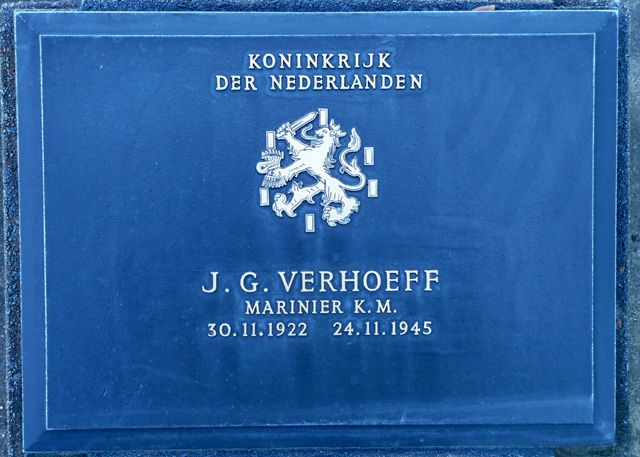 KONINKRIJK
DER NEDERLANDEN
J. G. VERHOEFF
MARINIER K.M.
30.11.1922 24.11.1945